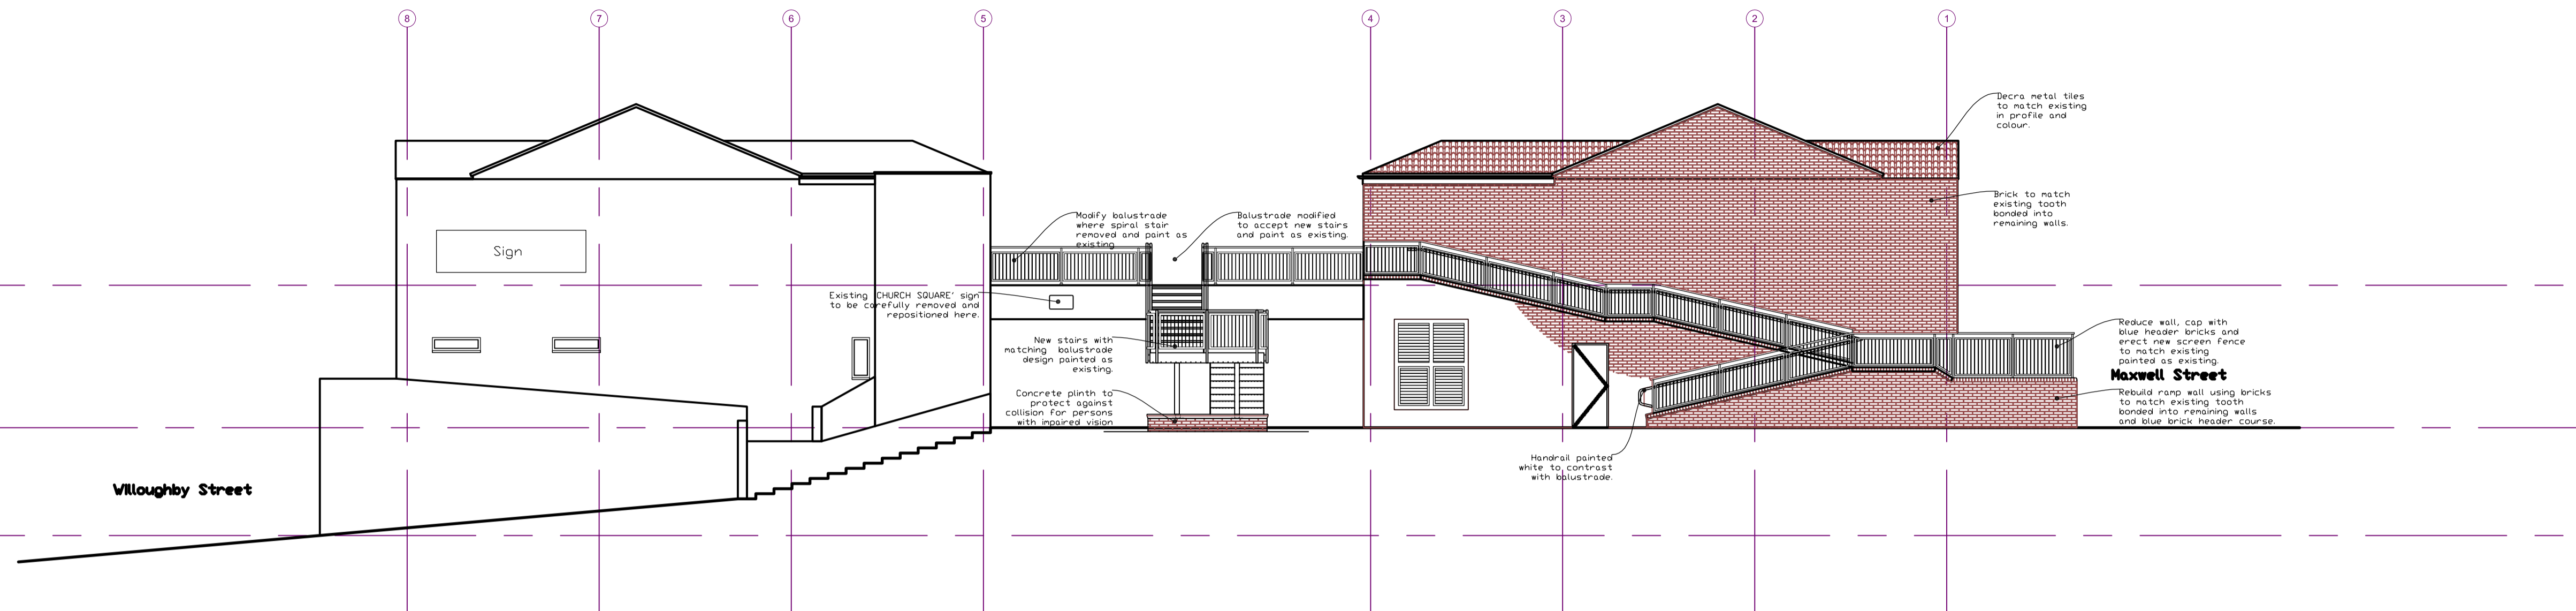 8
7
6
5
4
3
2
1
Decra metal tiles
to match existing
in profile and
colour.
Brick to match
existing tooth
bonded into
remaining walls.
Modify balustrade
where spiral stair
removed and paint as
existing.
Balustrade modified
to accept new stairs
and paint as existing.
Sign
Existing 'CHURCH SQUARE' sign
to be carefully removed and
repositioned here.
New stairs with
matching balustrade
design painted as
existing.
Concrete plinth to
protect against
collision for persons
with impaired vision
Reduce wall, cap with
blue header bricks and
erect new screen fence
to match existing
painted as existing.
Maxwell Street
Rebuild ramp wall using bricks
to match existing tooth
bonded into remaining walls
and blue brick header course.
Handrail painted
white to contrast
with balustrade.
Willoughby Street